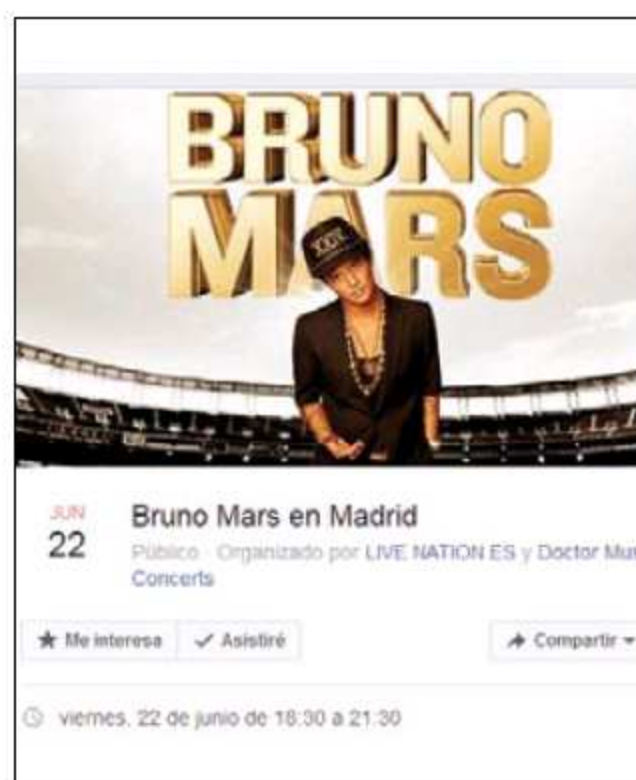 BRUNO
MARS
JUN
22
Bruno Mars en Madrid
Público · Organizado por LIVE NATION ES y Doctor
Concerts
Me interesa
Asistiré
Compartir
viernes, 22 de junio de 18:30 a 21:30